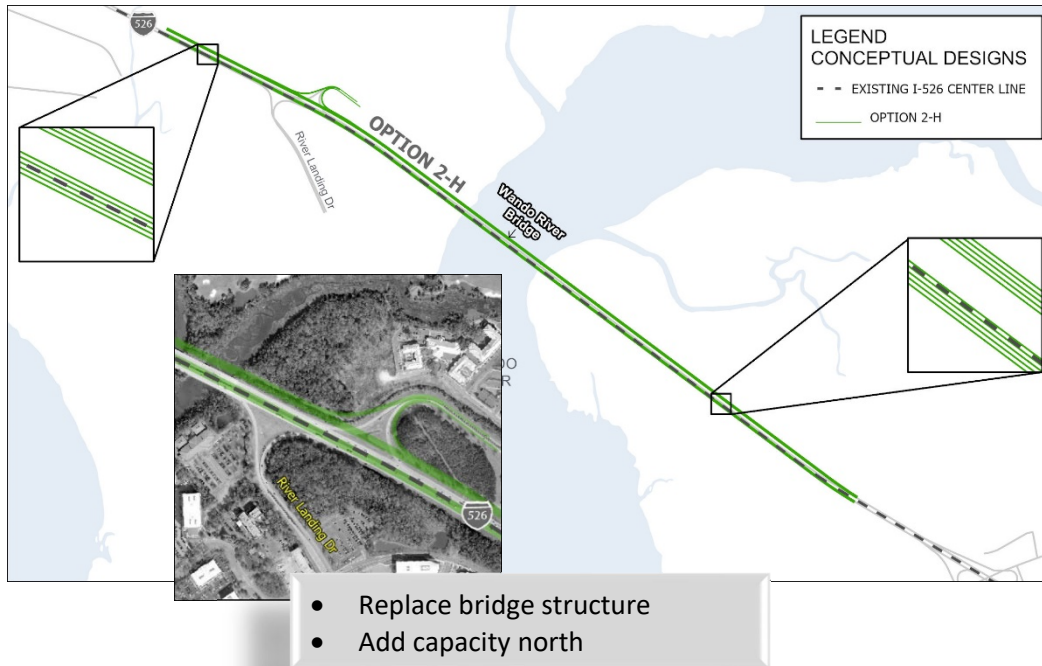 526
LEGEND
CONCEPTUAL DESIGNS
EXISTING I-526 CENTER LINE
OPTION 2-H
OPTION 2-H
River Landing Dr
Wando River
Bridge
River Landing Dr
526
• Replace bridge structure
• Add capacity north